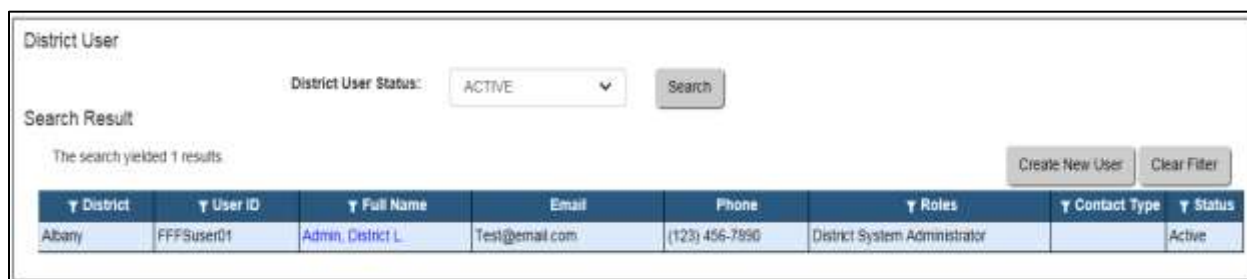 District User
District User Status: ACTIVE Search
Search Result
The search yielded 1 results.
Create New User Clear Filter
District User ID Full Name Email Phone Roles Contact Type Status
Albany FFFSuser01 Admin, District L. Test@email.com (123) 456-7890 District System Administrator Active